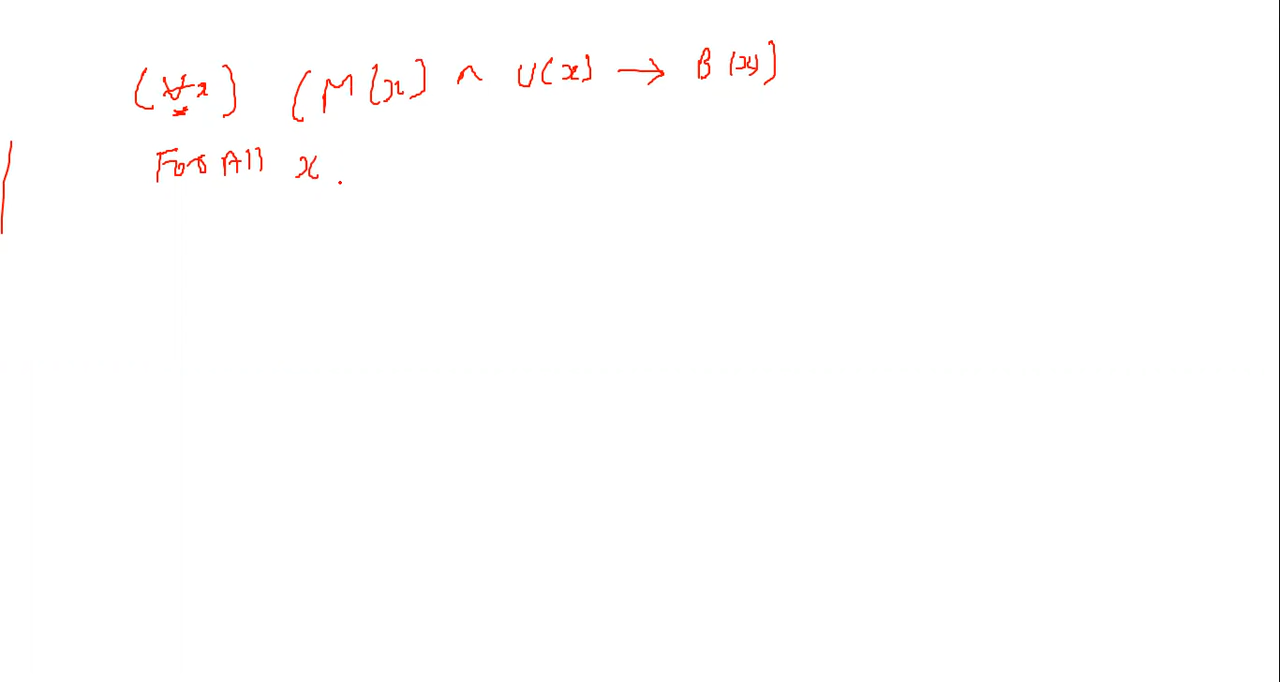 (∀x) (M(x) ∧ U(x) → B(x))
For All x.